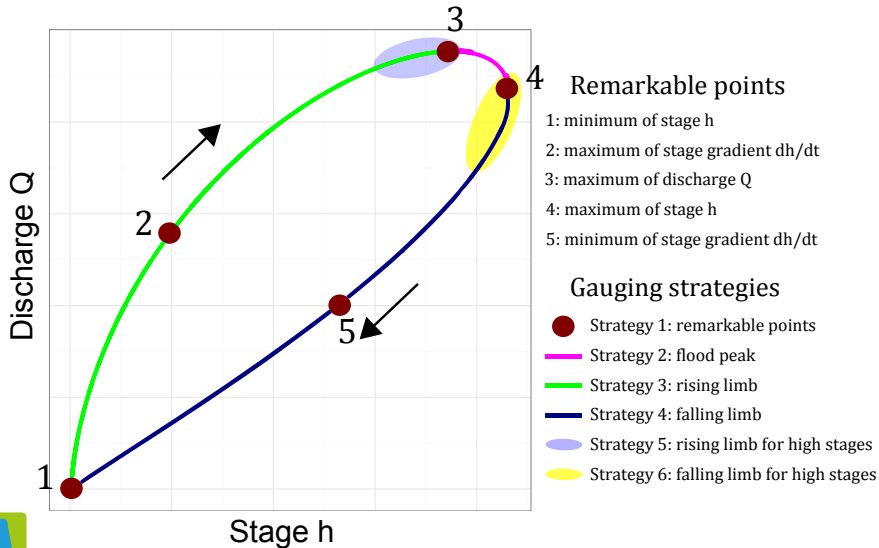 3
4
Remarkable points
1: minimum of stage h
2: maximum of stage gradient dh/dt
3: maximum of discharge Q
4: maximum of stage h
5: minimum of stage gradient dh/dt
2
Discharge Q
5
Gauging strategies
Strategy 1: remarkable points
Strategy 2: flood peak
Strategy 3: rising limb
Strategy 4: falling limb
Strategy 5: rising limb for high stages
Strategy 6: falling limb for high stages
1
Stage h